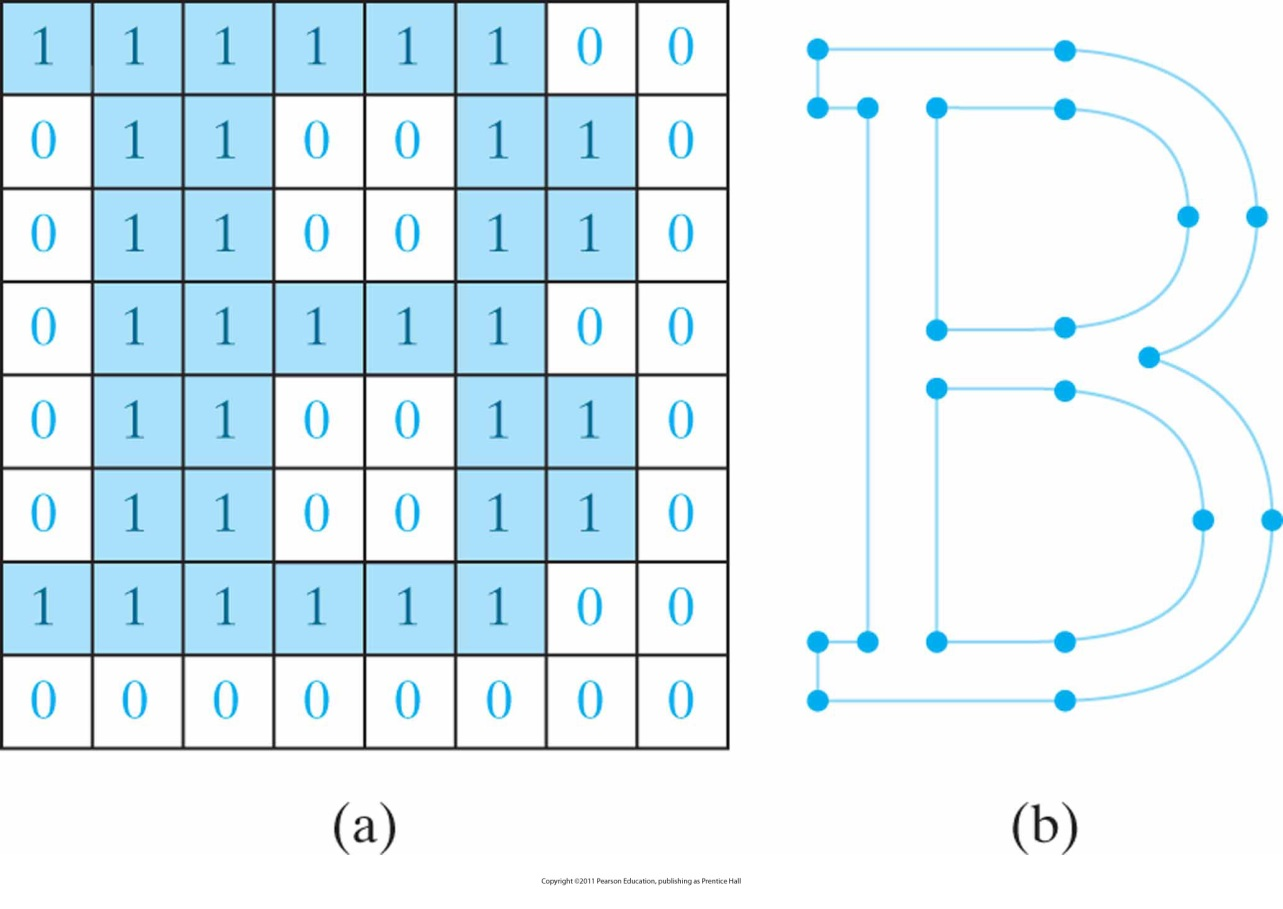 1 1 1 1 1 1 0 0
0 1 1 0 0 1 1 0
0 1 1 0 0 1 1 0
0 1 1 1 1 1 0 0
0 1 1 0 0 1 1 0
0 1 1 0 0 1 1 0
1 1 1 1 1 1 0 0
0 0 0 0 0 0 0 0
(a)
(b)
Copyright ©2011 Pearson Education, publishing as Prentice Hall